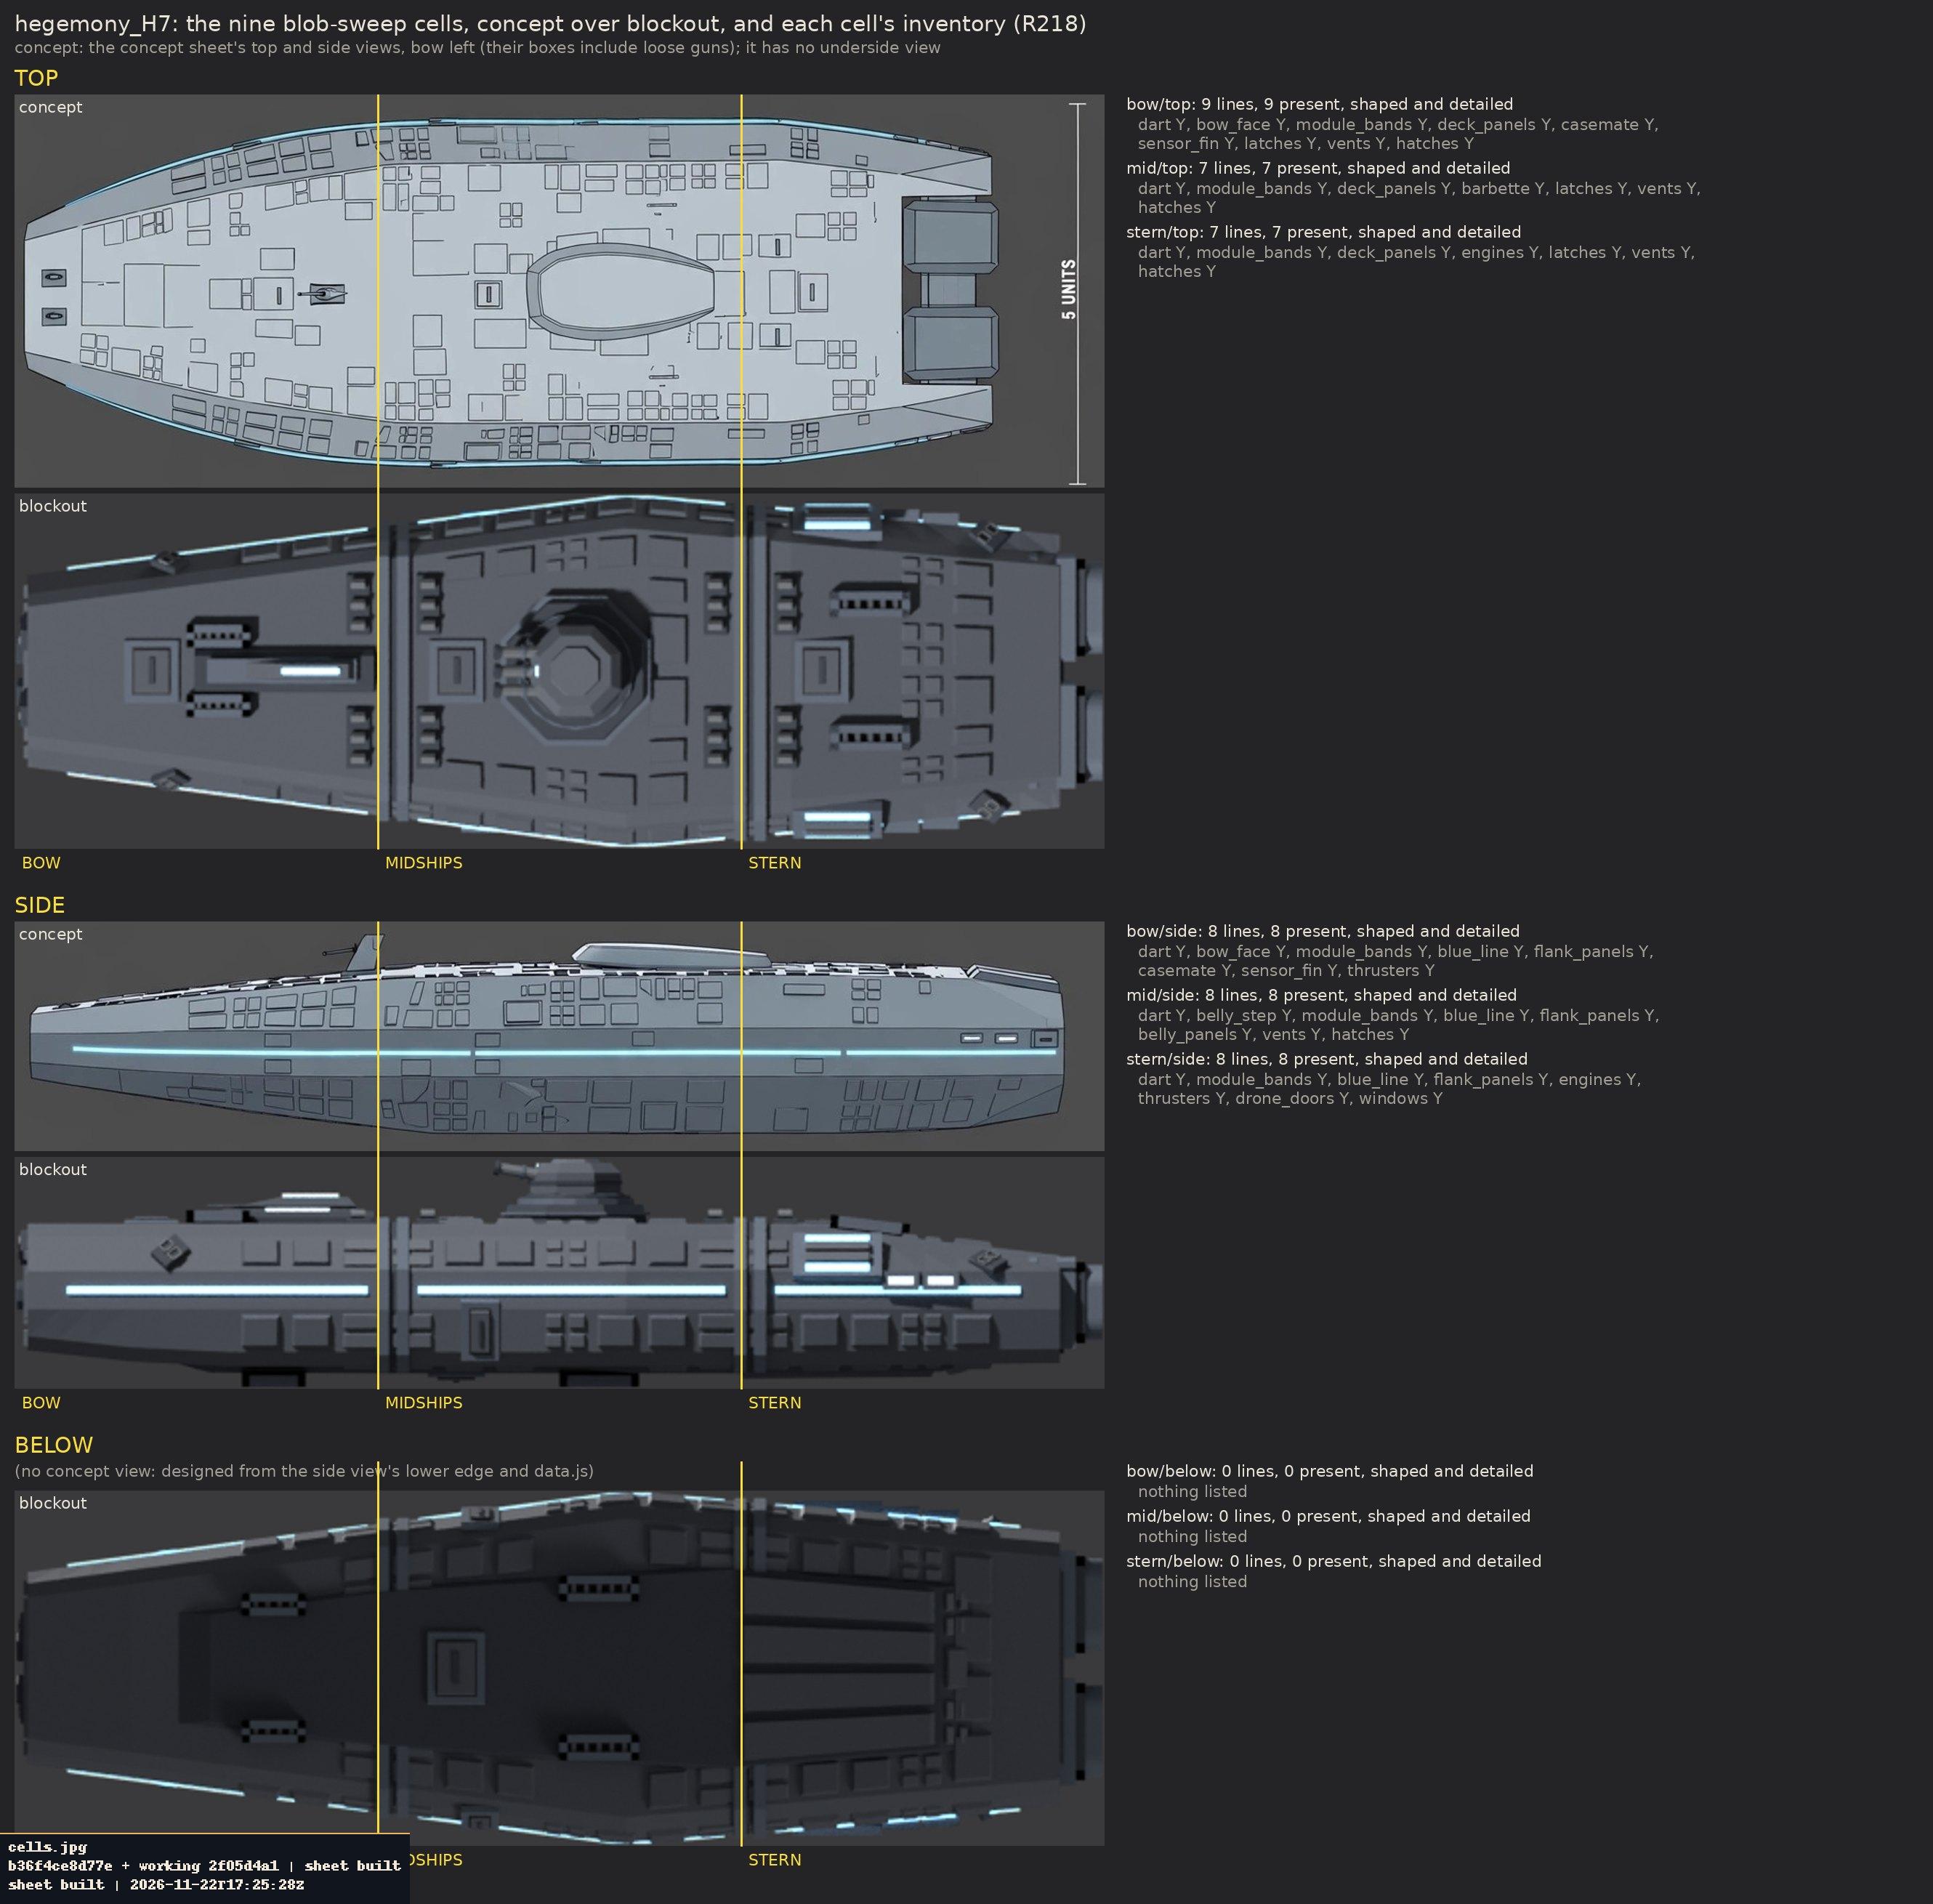 hegemony_H7: the nine blob-sweep cells, concept over blockout, and each cell's inventory (R218)
concept: the concept sheet's top and side views, bow left (their boxes include loose guns); it has no underside view
TOP
concept
5 UNITS
bow/top: 9 lines, 9 present, shaped and detailed
dart Y, bow_face Y, module_bands Y, deck_panels Y, casemate Y,
sensor_fin Y, latches Y, vents Y, hatches Y
mid/top: 7 lines, 7 present, shaped and detailed
dart Y, module_bands Y, deck_panels Y, barbette Y, latches Y, vents Y,
hatches Y
stern/top: 7 lines, 7 present, shaped and detailed
dart Y, module_bands Y, deck_panels Y, engines Y, latches Y, vents Y,
hatches Y
blockout
BOW
MIDSHIPS
STERN
SIDE
concept
bow/side: 8 lines, 8 present, shaped and detailed
dart Y, bow_face Y, module_bands Y, blue_line Y, flank_panels Y,
casemate Y, sensor_fin Y, thrusters Y
mid/side: 8 lines, 8 present, shaped and detailed
dart Y, belly_step Y, module_bands Y, blue_line Y, flank_panels Y,
belly_panels Y, vents Y, hatches Y
stern/side: 8 lines, 8 present, shaped and detailed
dart Y, module_bands Y, blue_line Y, flank_panels Y, engines Y,
thrusters Y, drone_doors Y, windows Y
blockout
BOW
MIDSHIPS
STERN
BELOW
(no concept view: designed from the side view's lower edge and data.js)
blockout
bow/below: 0 lines, 0 present, shaped and detailed
nothing listed
mid/below: 0 lines, 0 present, shaped and detailed
nothing listed
stern/below: 0 lines, 0 present, shaped and detailed
nothing listed
DSHIPS
STERN
cells.jpg
b36f4ce8d77e + working 2f05d4a1 | sheet built
sheet built | 2026-11-22T17:25:28Z